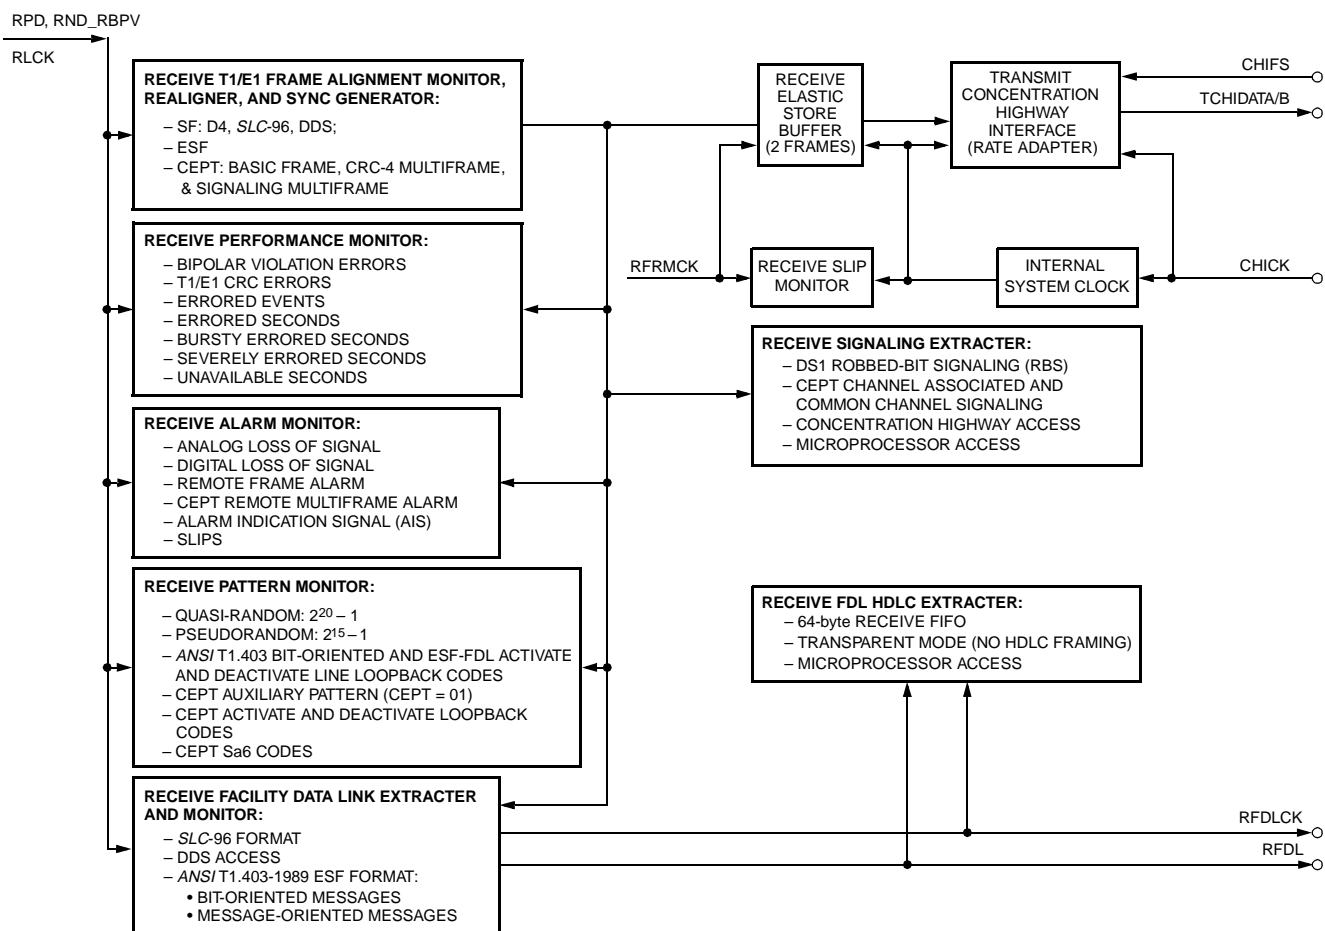 RPD, RND_RBPV
RLCK
RECEIVE T1/E1 FRAME ALIGNMENT MONITOR,
REALIGNER, AND SYNC GENERATOR:
– SF: D4, SLC-96, DDS;
– ESF
– CEPT: BASIC FRAME, CRC-4 MULTIFRAME,
& SIGNALING MULTIFRAME
RECEIVE PERFORMANCE MONITOR:
– BIPOLAR VIOLATION ERRORS
– T1/E1 CRC ERRORS
– ERRORED EVENTS
– ERRORED SECONDS
– BURSTY ERRORED SECONDS
– SEVERELY ERRORED SECONDS
– UNAVAILABLE SECONDS
RECEIVE ALARM MONITOR:
– ANALOG LOSS OF SIGNAL
– DIGITAL LOSS OF SIGNAL
– REMOTE FRAME ALARM
– CEPT REMOTE MULTIFRAME ALARM
– ALARM INDICATION SIGNAL (AIS)
– SLIPS
RECEIVE PATTERN MONITOR:
– QUASI-RANDOM: 2²⁰ – 1
– PSEUDORANDOM: 2¹⁵ – 1
– ANSI T1.403 BIT-ORIENTED AND ESF-FDL ACTIVATE
AND DEACTIVATE LINE LOOPBACK CODES
– CEPT AUXILIARY PATTERN (CEPT = 01)
– CEPT ACTIVATE AND DEACTIVATE LOOPBACK
CODES
– CEPT Sa6 CODES
RECEIVE FACILITY DATA LINK EXTRACTER
AND MONITOR:
– SLC-96 FORMAT
– DDS ACCESS
– ANSI T1.403-1989 ESF FORMAT:
• BIT-ORIENTED MESSAGES
• MESSAGE-ORIENTED MESSAGES
RECEIVE
ELASTIC
STORE
BUFFER
(2 FRAMES)
TRANSMIT
CONCENTRATION
HIGHWAY
INTERFACE
(RATE ADAPTER)
CHIFS
TCHIDATA/B
RFRMCK
RECEIVE SLIP
MONITOR
INTERNAL
SYSTEM CLOCK
CHICK
RECEIVE SIGNALING EXTRACTER:
– DS1 ROBBED-BIT SIGNALING (RBS)
– CEPT CHANNEL ASSOCIATED AND
COMMON CHANNEL SIGNALING
– CONCENTRATION HIGHWAY ACCESS
– MICROPROCESSOR ACCESS
RECEIVE FDL HDLC EXTRACTER:
– 64-byte RECEIVE FIFO
– TRANSPARENT MODE (NO HDLC FRAMING)
– MICROPROCESSOR ACCESS
RFDLCK
RFDL